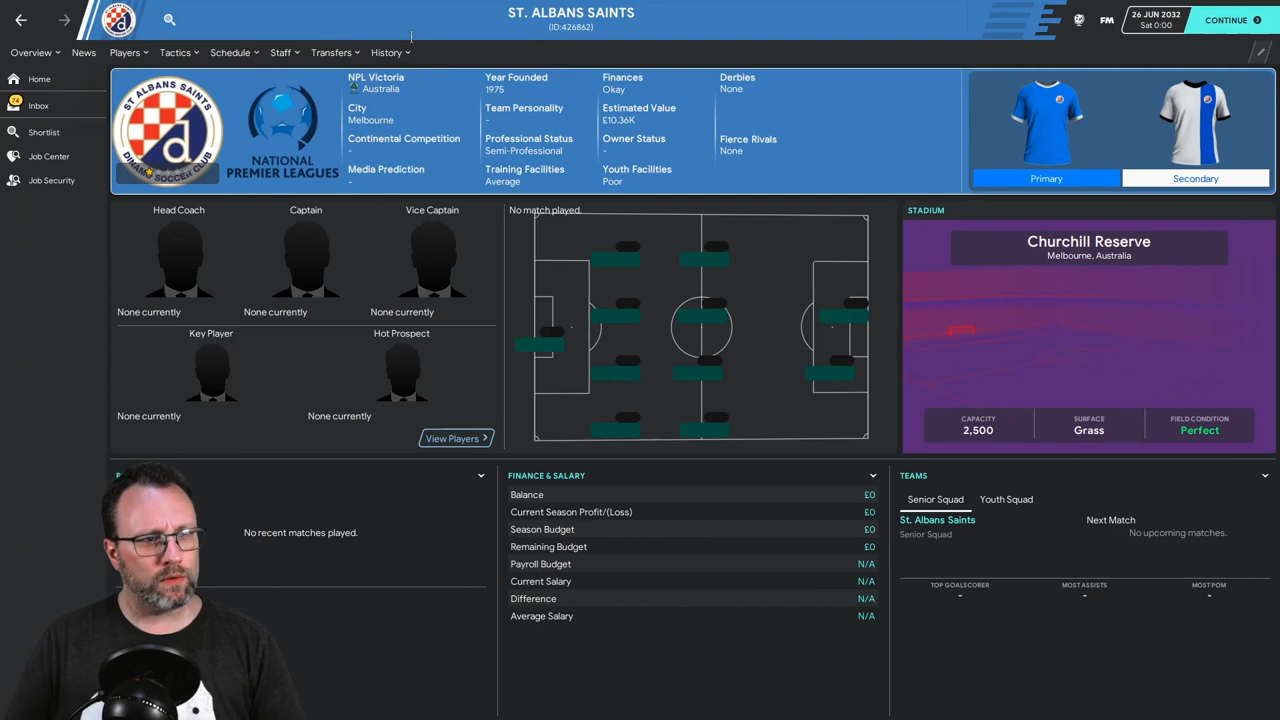 ST. ALBANS SAINTS
(ID:426862)
FM
26 JUN 2032
Sat 0:00
CONTINUE
Overview
News
Players
Tactics
Schedule
Staff
Transfers
History
Home
74
Inbox
Shortlist
Job Center
Job Security
ST ALBANS SAINTS
DINAMO SOCCER CLUB
NATIONAL
PREMIER LEAGUES
NPL Victoria
Australia
City
Melbourne
Continental Competition
-
Media Prediction
-
Year Founded
1975
Team Personality
-
Professional Status
Semi-Professional
Training Facilities
Average
Finances
Okay
Estimated Value
£10.36K
Owner Status
-
Youth Facilities
Poor
Derbies
None
Fierce Rivals
None
Primary
Secondary
Head Coach
Captain
Vice Captain
None currently
None currently
None currently
Key Player
Hot Prospect
None currently
None currently
View Players
No match played.
STADIUM
Churchill Reserve
Melbourne, Australia
CAPACITY
2,500
SURFACE
Grass
FIELD CONDITION
Perfect
No recent matches played.
FINANCE & SALARY
Balance £0
Current Season Profit/(Loss) £0
Season Budget £0
Remaining Budget £0
Payroll Budget N/A
Current Salary N/A
Difference N/A
Average Salary N/A
TEAMS
Senior Squad
Youth Squad
St. Albans Saints
Senior Squad
Next Match
No upcoming matches.
TOP GOALSCORER
-
MOST ASSISTS
-
MOST POM
-